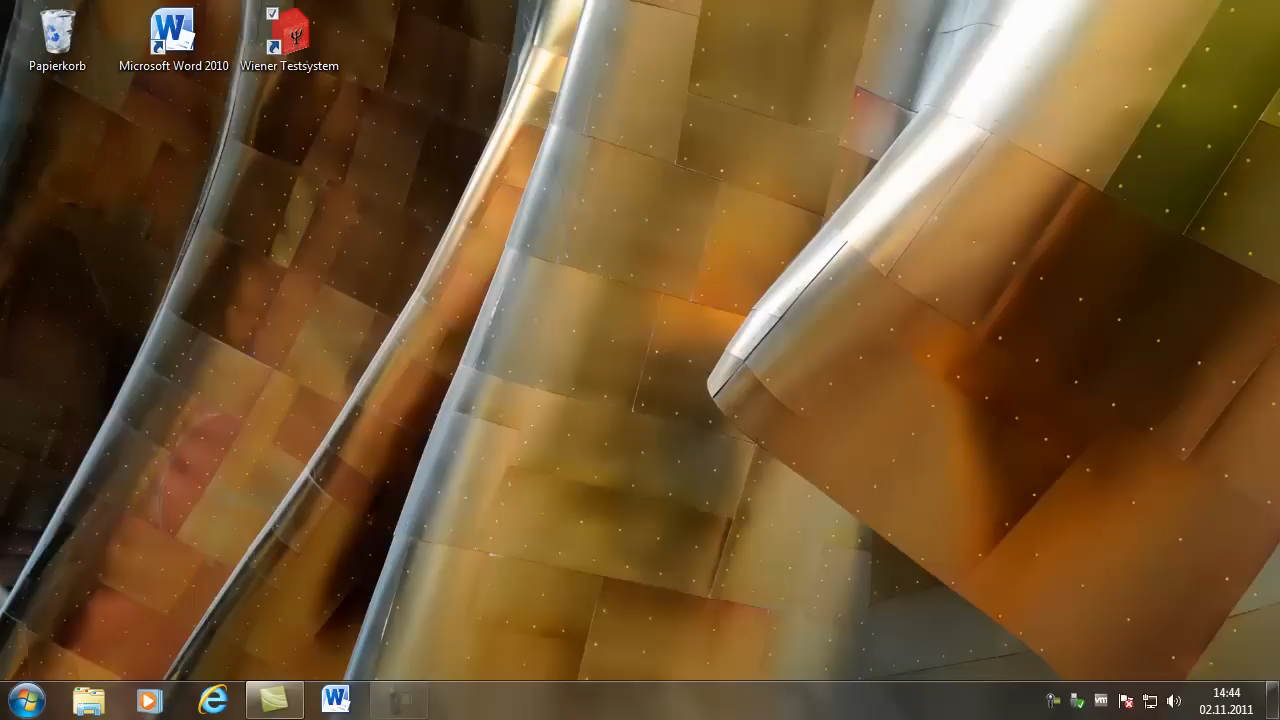 Papierkorb
Microsoft Word 2010
Wiener Testsystem
14:44
02.11.2011